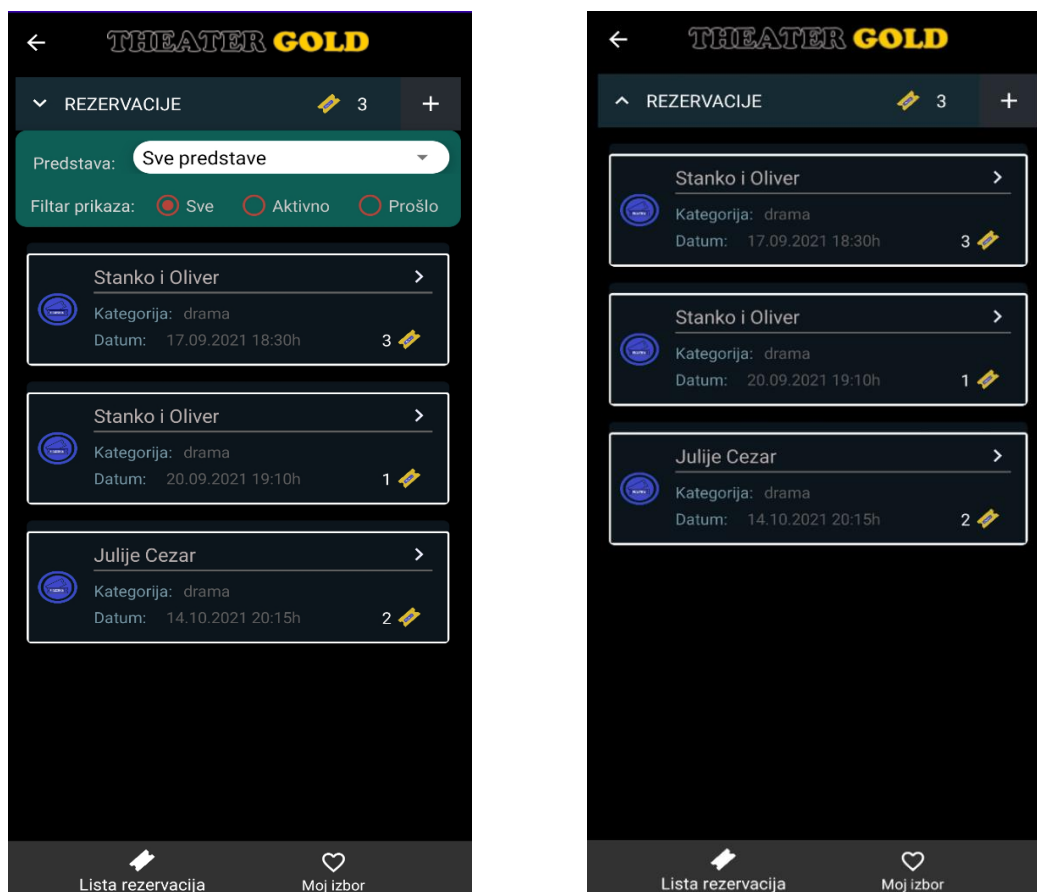 THEATER GOLD
REZERVACIJE 3 +
Predstava: Sve predstave
Filtar prikaza: Sve Aktivno Prošlo
Stanko i Oliver
Kategorija: drama
Datum: 17.09.2021 18:30h 3
Stanko i Oliver
Kategorija: drama
Datum: 20.09.2021 19:10h 1
Julije Cezar
Kategorija: drama
Datum: 14.10.2021 20:15h 2
Lista rezervacija Moj izbor
THEATER GOLD
REZERVACIJE 3 +
Stanko i Oliver
Kategorija: drama
Datum: 17.09.2021 18:30h 3
Stanko i Oliver
Kategorija: drama
Datum: 20.09.2021 19:10h 1
Julije Cezar
Kategorija: drama
Datum: 14.10.2021 20:15h 2
Lista rezervacija Moj izbor